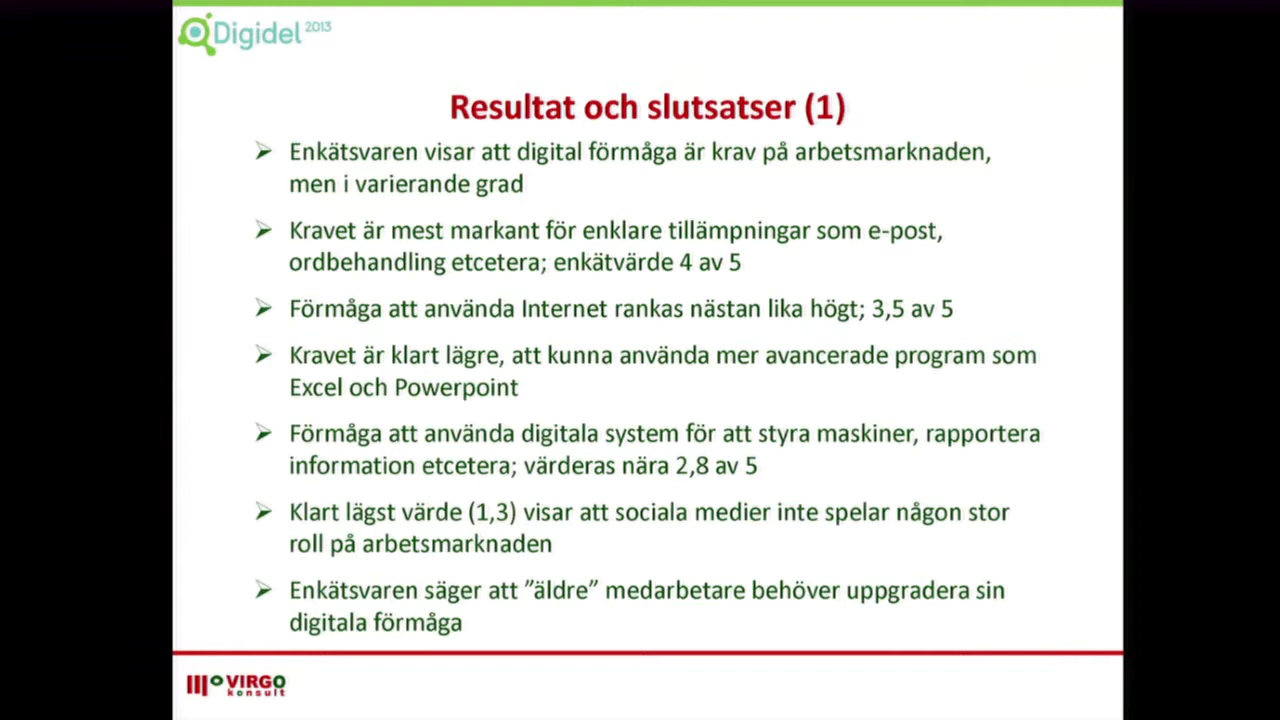 Digidel 2013
Resultat och slutsatser (1)
Enkätsvaren visar att digital förmåga är krav på arbetsmarknaden,
men i varierande grad
Kravet är mest markant för enklare tillämpningar som e-post,
ordbehandling etcetera; enkätvärde 4 av 5
Förmåga att använda Internet rankas nästan lika högt; 3,5 av 5
Kravet är klart lägre, att kunna använda mer avancerade program som
Excel och Powerpoint
Förmåga att använda digitala system för att styra maskiner, rapportera
information etcetera; värderas nära 2,8 av 5
Klart lägst värde (1,3) visar att sociala medier inte spelar någon stor
roll på arbetsmarknaden
Enkätsvaren säger att ”äldre” medarbetare behöver uppgradera sin
digitala förmåga
VIRGO
konsult